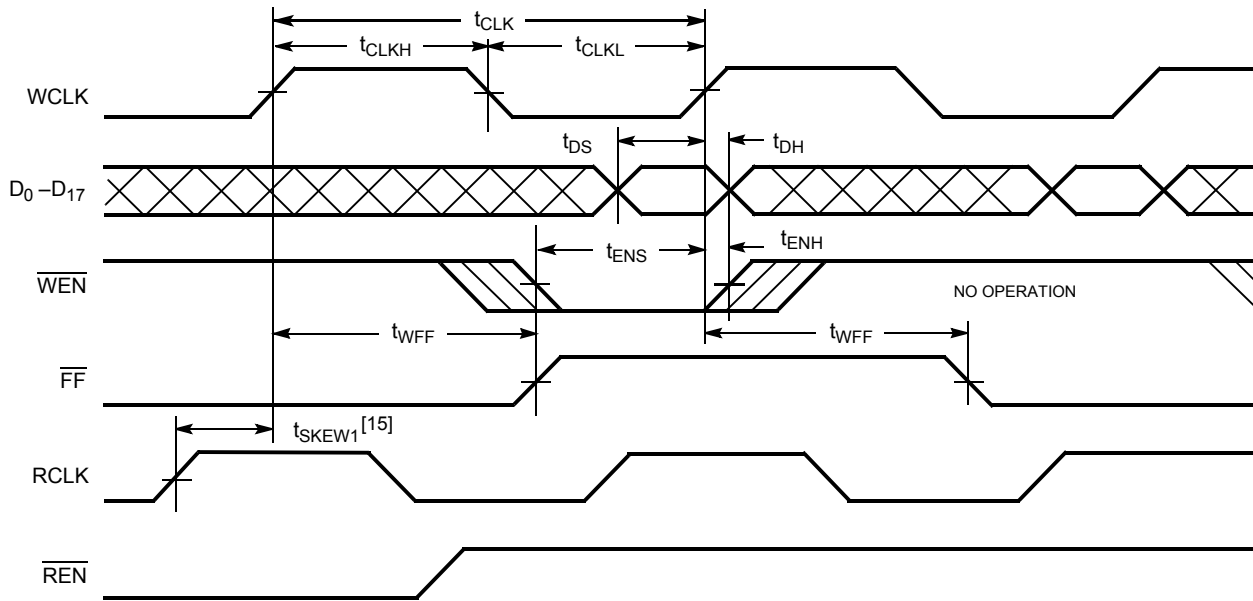 tCLK
tCLKH
tCLKL
WCLK
tDS
tDH
D0 –D17
tENS
tENH
WEN
NO OPERATION
tWFF
tWFF
FF
tSKEW1[15]
RCLK
REN